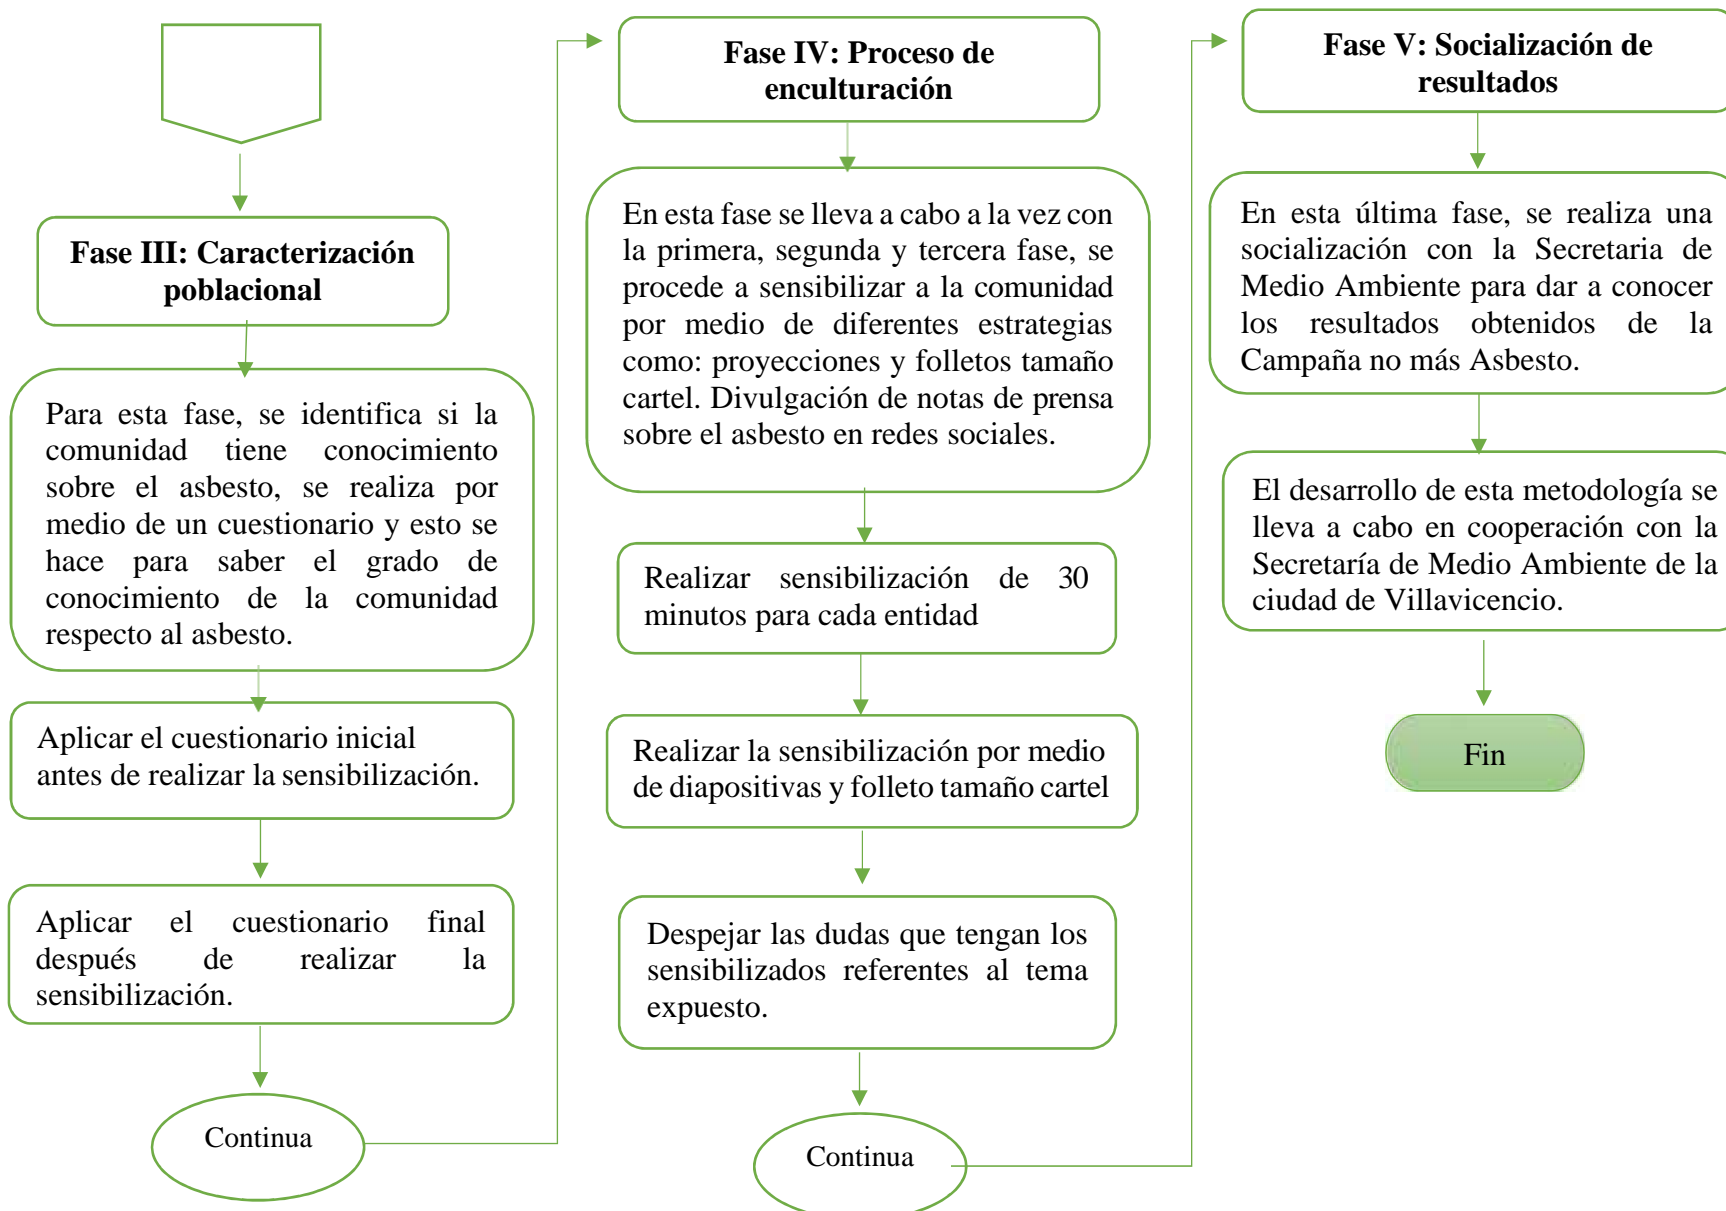 Fase III: Caracterización
poblacional
Para esta fase, se identifica si la
comunidad tiene conocimiento
sobre el asbesto, se realiza por
medio de un cuestionario y esto se
hace para saber el grado de
conocimiento de la comunidad
respecto al asbesto.
Aplicar el cuestionario inicial
antes de realizar la sensibilización.
Aplicar el cuestionario final
después de realizar la
sensibilización.
Continua
Fase IV: Proceso de
enculturación
En esta fase se lleva a cabo a la vez con
la primera, segunda y tercera fase, se
procede a sensibilizar a la comunidad
por medio de diferentes estrategias
como: proyecciones y folletos tamaño
cartel. Divulgación de notas de prensa
sobre el asbesto en redes sociales.
Realizar sensibilización de 30
minutos para cada entidad
Realizar la sensibilización por medio
de diapositivas y folleto tamaño cartel
Despejar las dudas que tengan los
sensibilizados referentes al tema
expuesto.
Continua
Fase V: Socialización de
resultados
En esta última fase, se realiza una
socialización con la Secretaria de
Medio Ambiente para dar a conocer
los resultados obtenidos de la
Campaña no más Asbesto.
El desarrollo de esta metodología se
lleva a cabo en cooperación con la
Secretaría de Medio Ambiente de la
ciudad de Villavicencio.
Fin